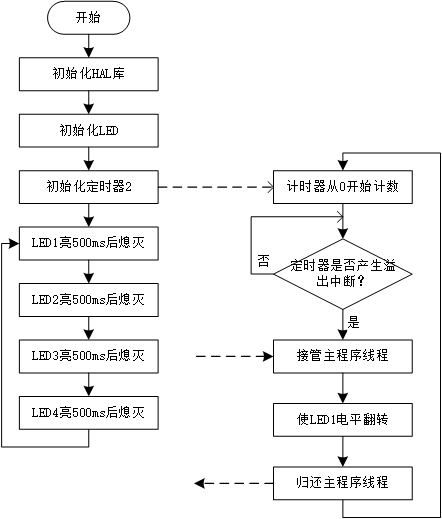 开始
初始化HAL库
初始化LED
初始化定时器2
LED1亮500ms后熄灭
LED2亮500ms后熄灭
LED3亮500ms后熄灭
LED4亮500ms后熄灭
计时器从0开始计数
定时器是否产生溢
出中断？
否
是
接管主程序线程
使LED1电平翻转
归还主程序线程